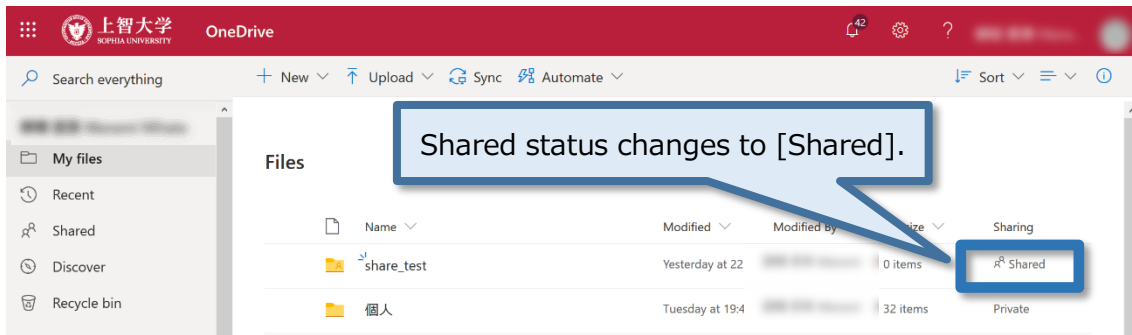 上智大学
SOPHIA UNIVERSITY
OneDrive
42
?
Search everything
+ New
Upload
Sync
Automate
Sort
Shared status changes to [Shared].
My files
Files
Recent
Shared
Discover
Recycle bin
Name
Modified
Modified By
Sharing
share_test
Yesterday at 22
0 items
Shared
個人
Tuesday at 19:4
32 items
Private